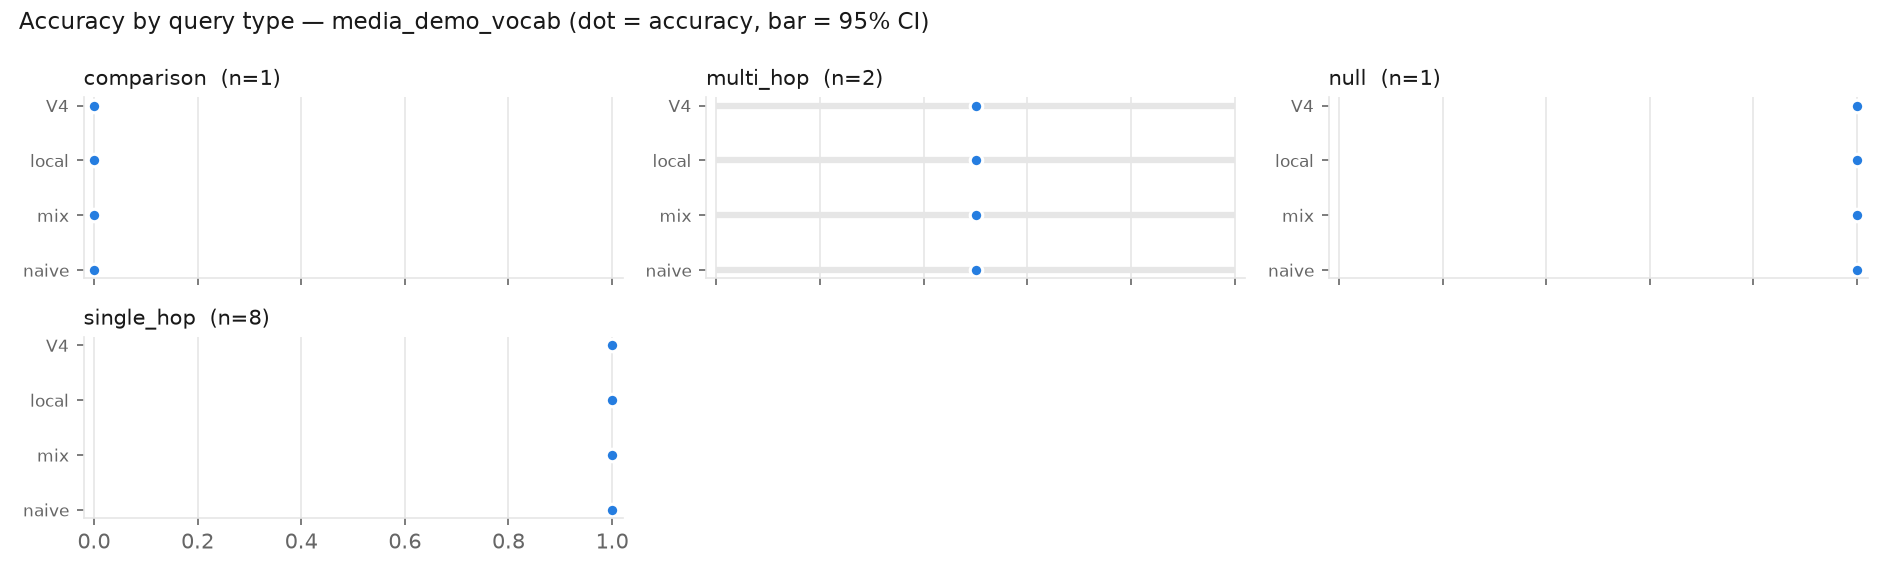 Accuracy by query type — media_demo_vocab (dot = accuracy, bar = 95% CI)
comparison (n=1)
V4
local
mix
naive
multi_hop (n=2)
V4
local
mix
naive
null (n=1)
V4
local
mix
naive
single_hop (n=8)
V4
local
mix
naive
0.0 0.2 0.4 0.6 0.8 1.0